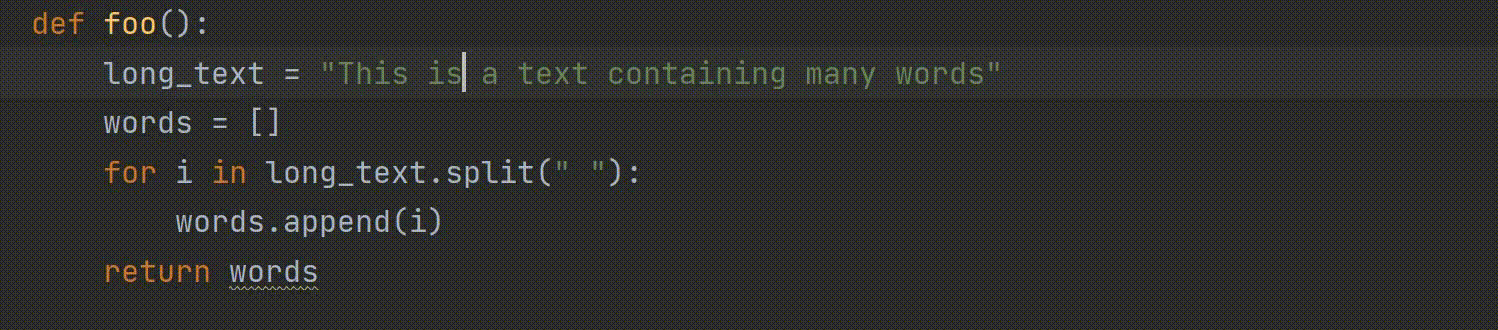 def foo():
    long_text = "This is a text containing many words"
    words = []
    for i in long_text.split(" "):
        words.append(i)
    return words